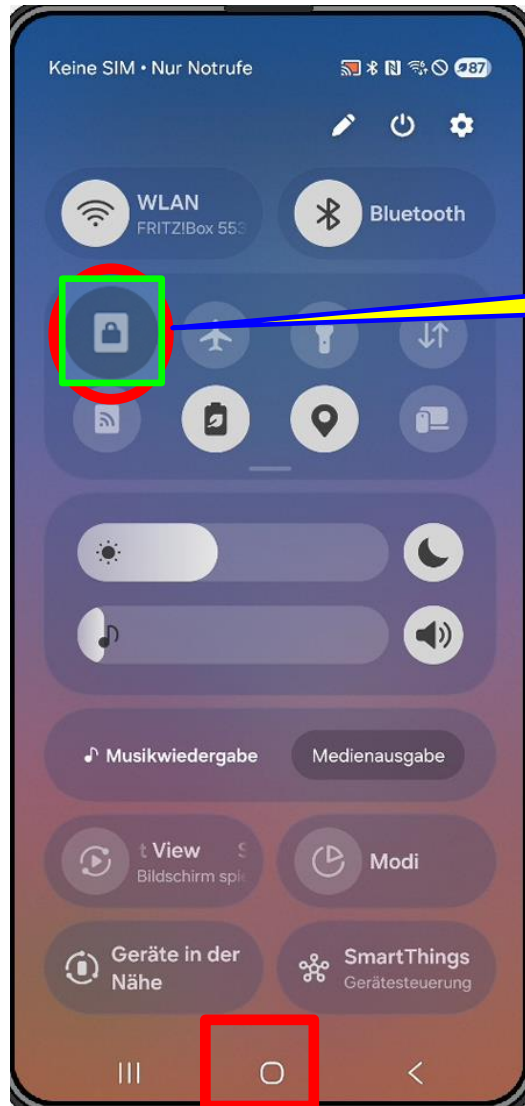 Keine SIM • Nur Notrufe
87
WLAN
FRITZ!Box 553
Bluetooth
Musikwiedergabe
Medienausgabe
t View S
Bildschirm spie
Modi
Geräte in der
Nähe
SmartThings
Gerätesteuerung